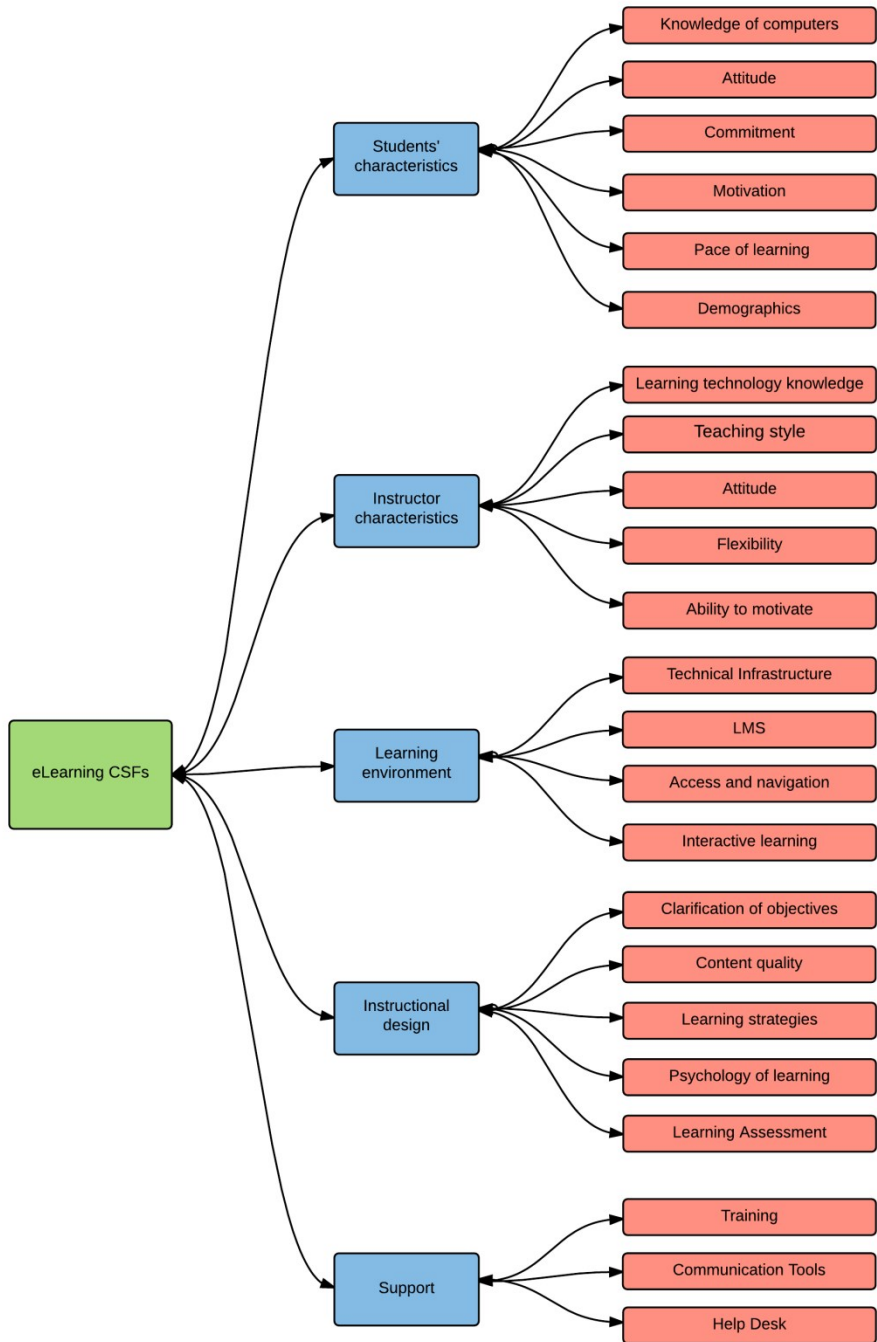 Knowledge of computers
Attitude
Students'
characteristics
Commitment
Motivation
Pace of learning
Demographics
Learning technology knowledge
Teaching style
Instructor
characteristics
Attitude
Flexibility
Ability to motivate
Technical Infrastructure
eLearning CSFs
Learning
environment
LMS
Access and navigation
Interactive learning
Clarification of objectives
Content quality
Instructional
design
Learning strategies
Psychology of learning
Learning Assessment
Training
Support
Communication Tools
Help Desk